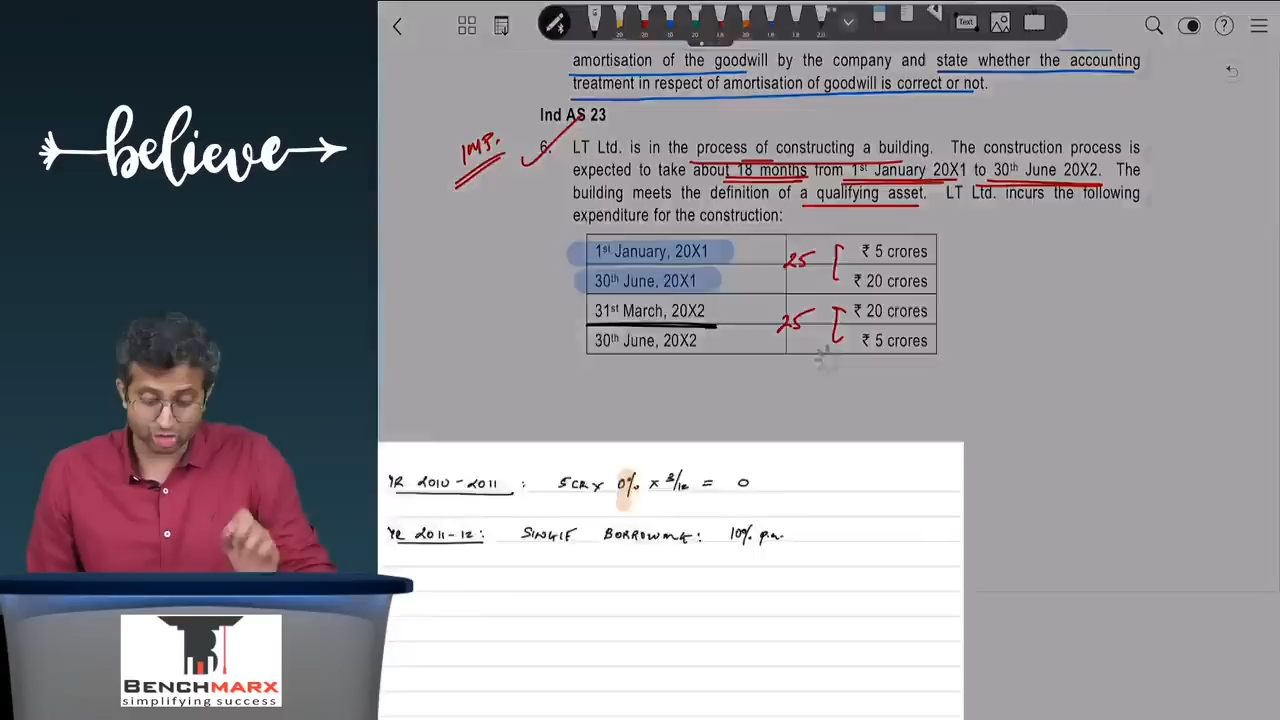 believe
BENCHMARX
simplifying success
Text
amortisation of the goodwill by the company and state whether the accounting
treatment in respect of amortisation of goodwill is correct or not.
Ind AS 23
IMP.
6. LT Ltd. is in the process of constructing a building. The construction process is
expected to take about 18 months from 1st January 20X1 to 30th June 20X2. The
building meets the definition of a qualifying asset. LT Ltd. incurs the following
expenditure for the construction:
1st January, 20X1 25 ₹ 5 crores
30th June, 20X1 ₹ 20 crores
31st March, 20X2 25 ₹ 20 crores
30th June, 20X2 ₹ 5 crores
YR 2010-2011 : 5CR x 0% x 3/12 = 0
YR 2011-12: SINGLE BORROWING: 10% p.a.